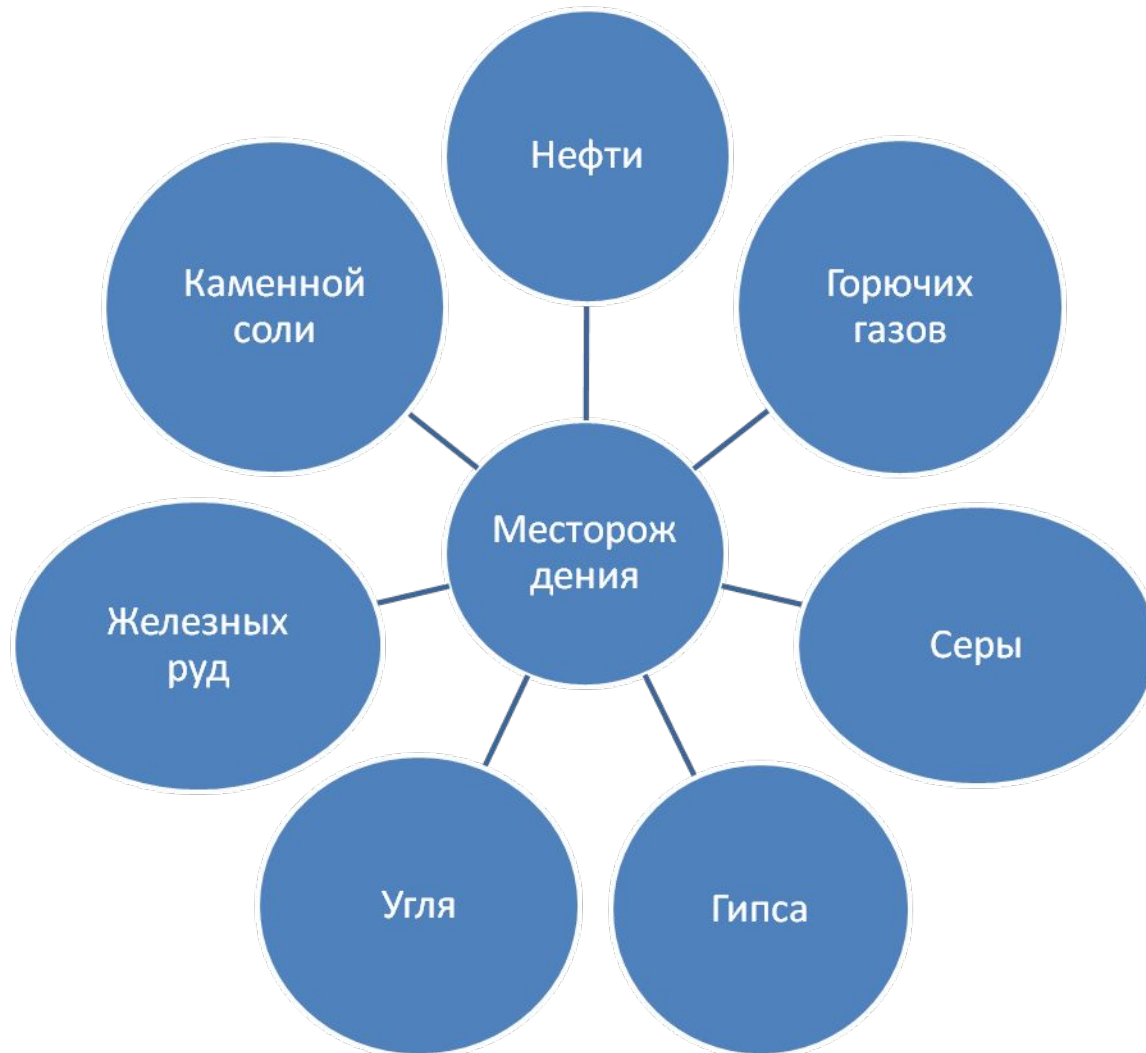 Нефти
Каменной
соли
Горючих
газов
Месторож
дения
Железных
руд
Серы
Угля
Гипса